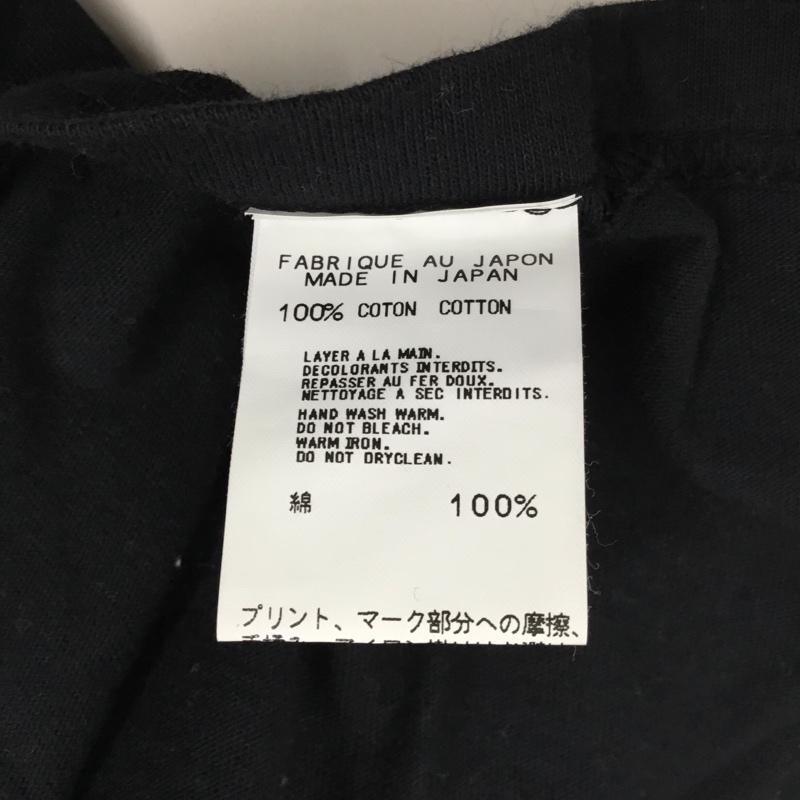 FABRIQUE AU JAPON
MADE IN JAPAN
100% COTON COTTON
LAYER A LA MAIN.
DECOLORANTS INTERDITS.
REPASSER AU FER DOUX.
NETTOYAGE A SEC INTERDITS.
HAND WASH WARM.
DO NOT BLEACH.
WARM IRON.
DO NOT DRYCLEAN.
綿 100%
プリント、マーク部分への摩擦、